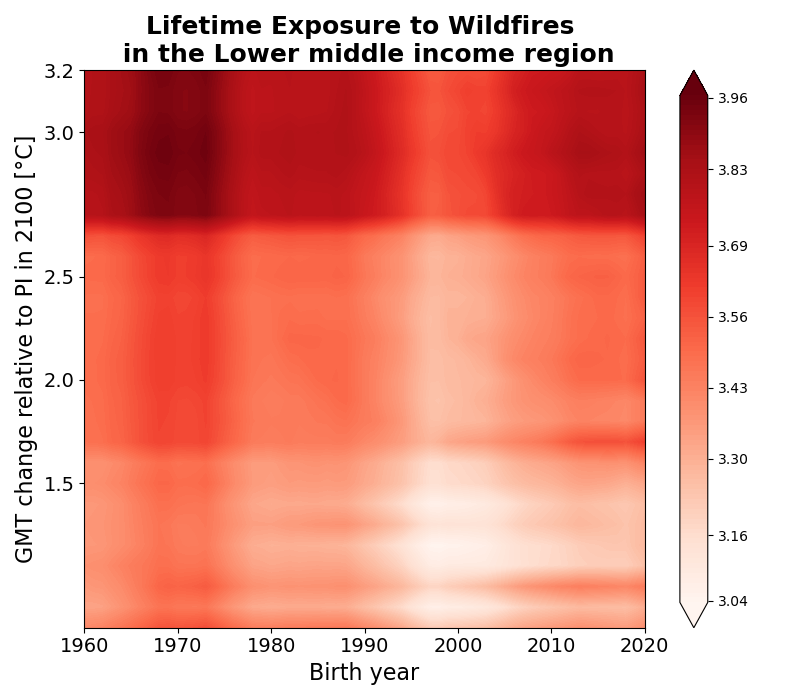 Lifetime Exposure to Wildfires
in the Lower middle income region
GMT change relative to PI in 2100 [°C]
3.2
3.0
2.5
2.0
1.5
1960 1970 1980 1990 2000 2010 2020
Birth year
3.96
3.83
3.69
3.56
3.43
3.30
3.16
3.04